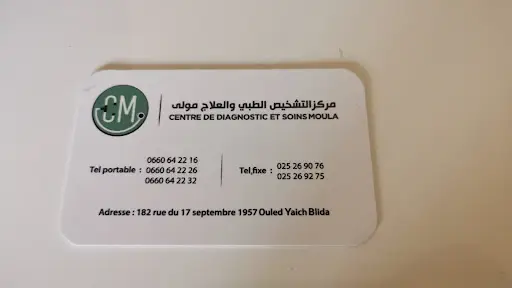 CM
مركز التشخيص الطبي والعلاج مولى
CENTRE DE DIAGNOSTIC ET SOINS MOULA
Tel portable : 0660 64 22 16
0660 64 22 26
0660 64 22 32
Tel,fixe : 025 26 90 76
025 26 92 75
Adresse : 182 rue du 17 septembre 1957 Ouled Yaich Blida